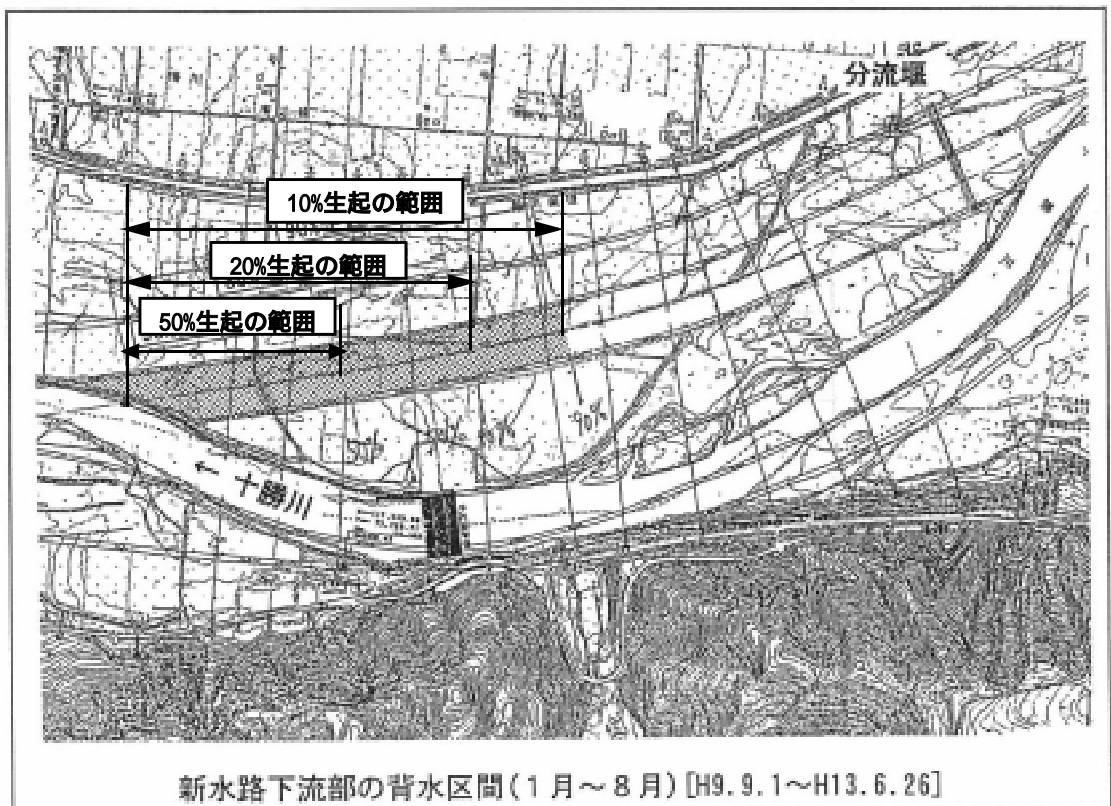 分流堰
10%生起の範囲
20%生起の範囲
50%生起の範囲
十勝川
新水路下流部の背水区間(1月~8月)[H9.9.1~H13.6.26]